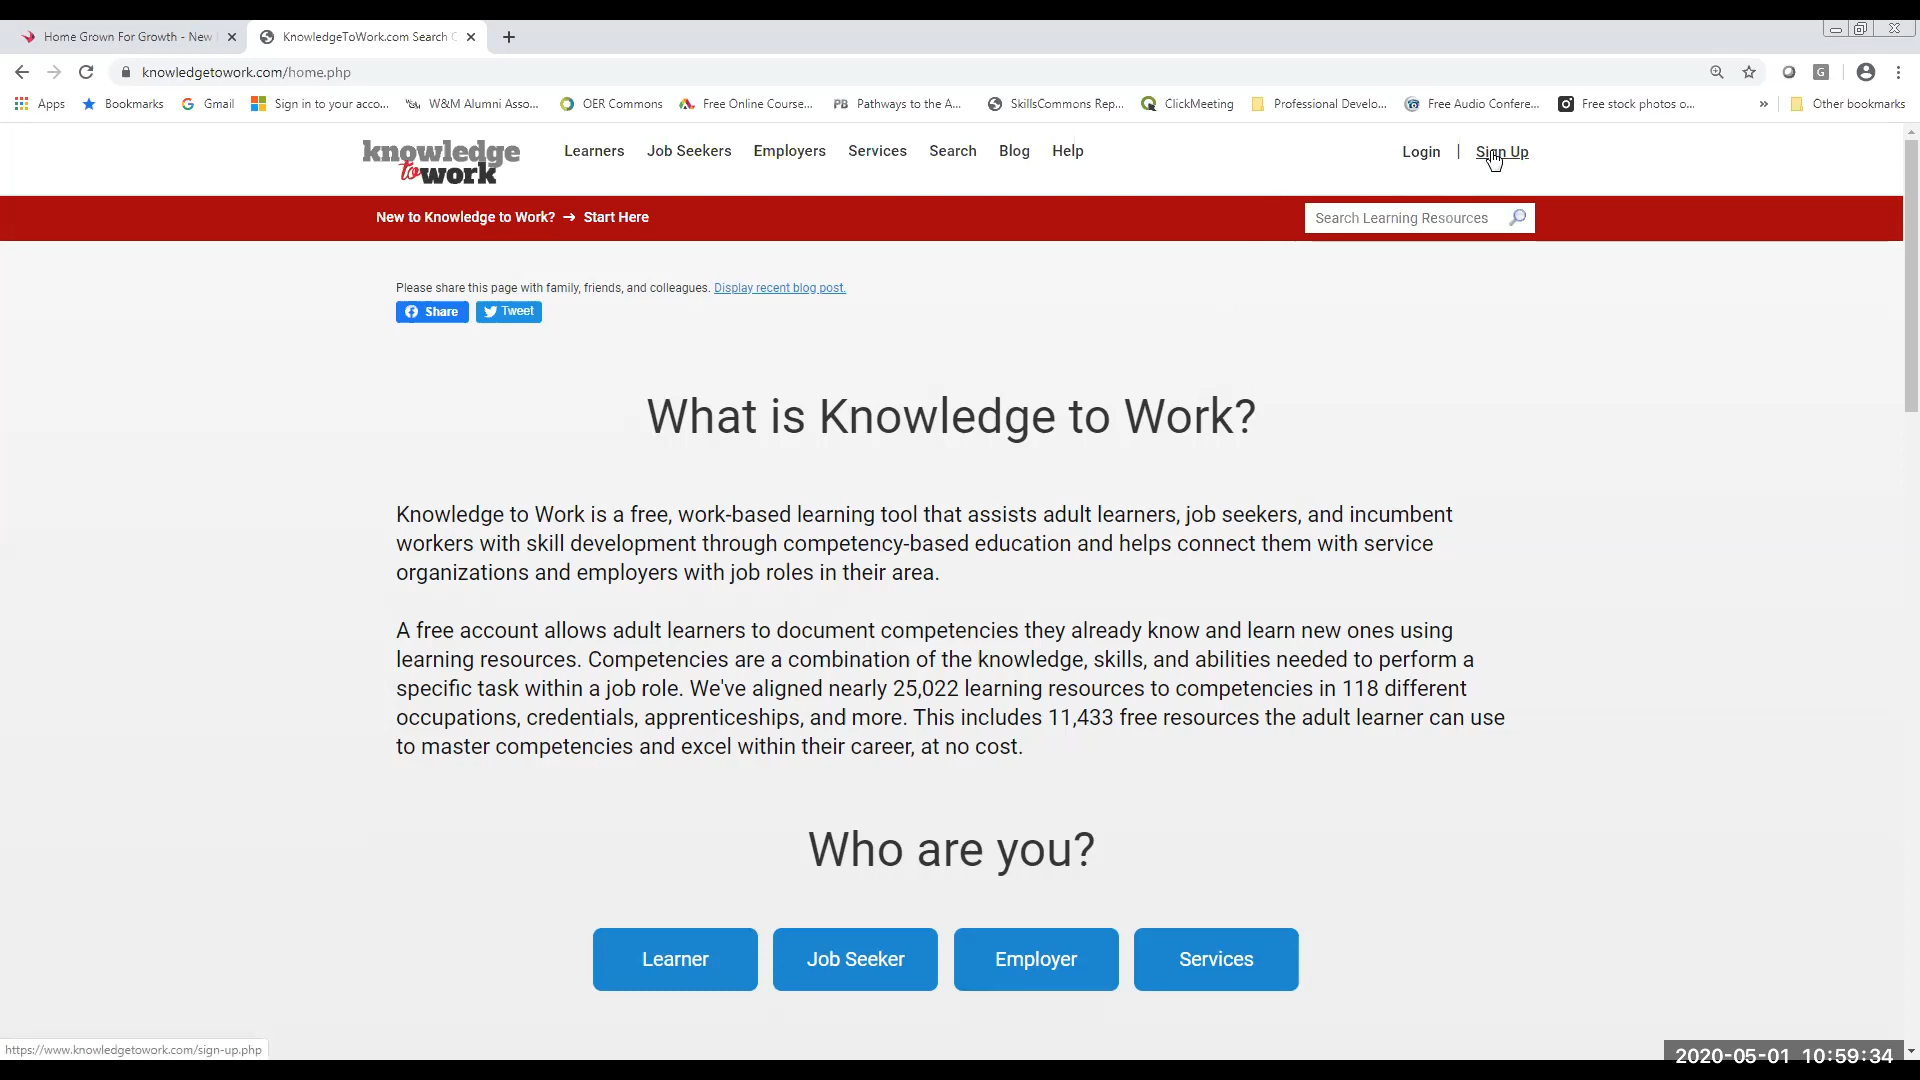 Home Grown For Growth - New
KnowledgeToWork.com Search
knowledgetowork.com/home.php
G
Apps
Bookmarks
Gmail
Sign in to your acco...
W&M Alumni Asso...
OER Commons
Free Online Course...
PB Pathways to the A...
SkillsCommons Rep...
ClickMeeting
Professional Develo...
Free Audio Confere...
Free stock photos o...
»
Other bookmarks
knowledge
to work
Learners
Job Seekers
Employers
Services
Search
Blog
Help
Login | Sign Up
New to Knowledge to Work? → Start Here
Search Learning Resources
Please share this page with family, friends, and colleagues. Display recent blog post.
Share
Tweet
What is Knowledge to Work?
Knowledge to Work is a free, work-based learning tool that assists adult learners, job seekers, and incumbent
workers with skill development through competency-based education and helps connect them with service
organizations and employers with job roles in their area.
A free account allows adult learners to document competencies they already know and learn new ones using
learning resources. Competencies are a combination of the knowledge, skills, and abilities needed to perform a
specific task within a job role. We've aligned nearly 25,022 learning resources to competencies in 118 different
occupations, credentials, apprenticeships, and more. This includes 11,433 free resources the adult learner can use
to master competencies and excel within their career, at no cost.
Who are you?
Learner
Job Seeker
Employer
Services
https://www.knowledgetowork.com/sign-up.php
2020-05-01 10:59:34